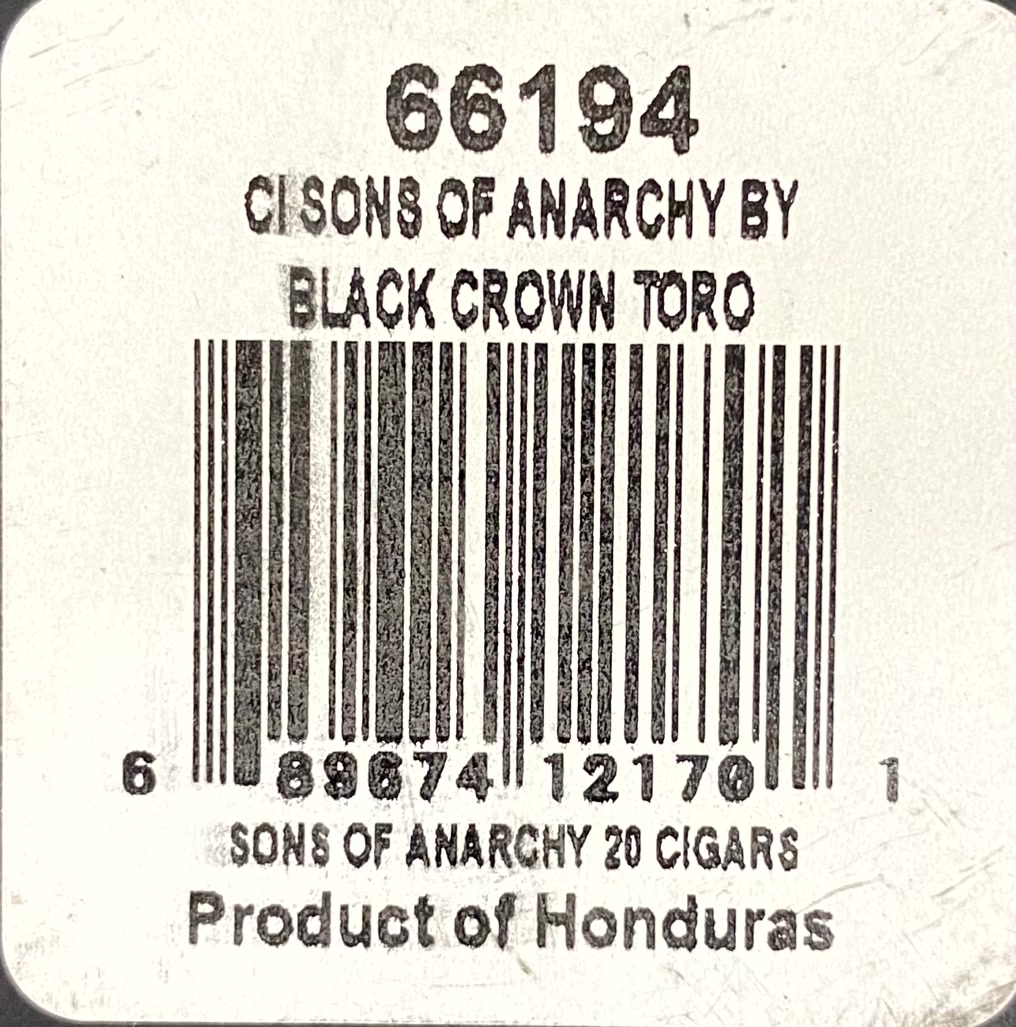 66194
CI SONS OF ANARCHY BY
BLACK CROWN TORO
6 89674 12170 1
SONS OF ANARCHY 20 CIGARS
Product of Honduras